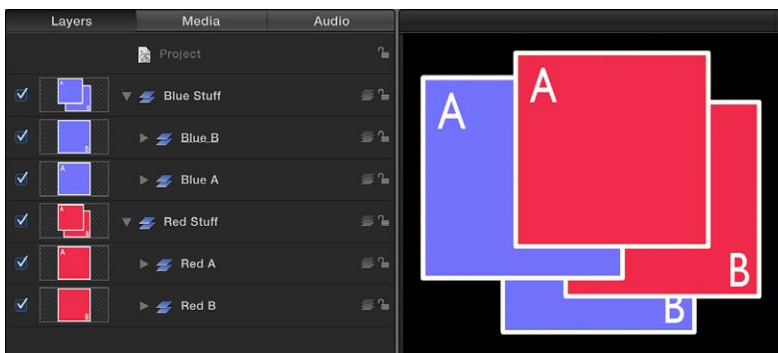 Layers Media Audio
Project
Blue Stuff
Blue B
Blue A
Red Stuff
Red A
Red B
A
B
B
A
A
B
A
B
A
B
A
A
B
B